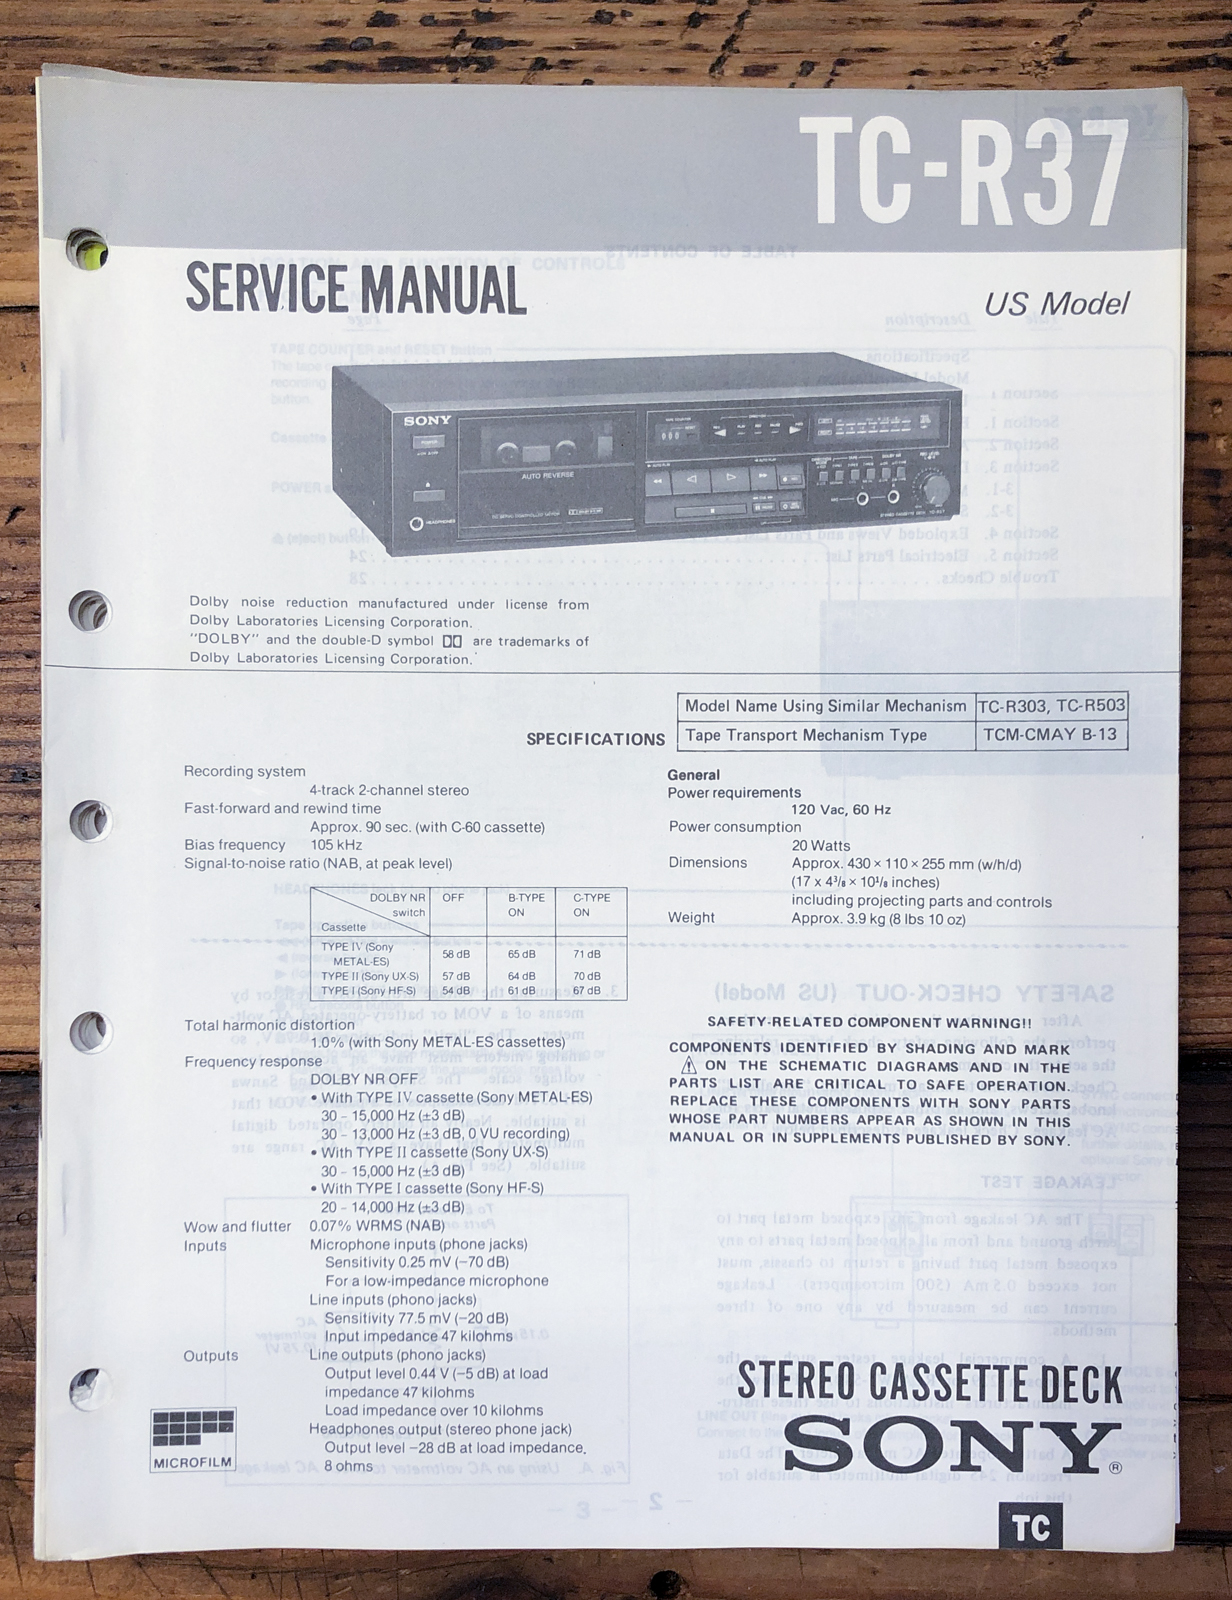 TC-R37
SERVICE MANUAL
US Model
SONY
AUTO REVERSE
HEADPHONES
Dolby noise reduction manufactured under license from
Dolby Laboratories Licensing Corporation.
"DOLBY" and the double-D symbol are trademarks of
Dolby Laboratories Licensing Corporation.
Model Name Using Similar Mechanism TC-R303, TC-R503
Tape Transport Mechanism Type TCM-CMAY B-13
SPECIFICATIONS
Recording system
4-track 2-channel stereo
Fast-forward and rewind time
Approx. 90 sec. (with C-60 cassette)
Bias frequency 105 kHz
Signal-to-noise ratio (NAB, at peak level)
DOLBY NR OFF B-TYPE C-TYPE
switch ON ON
Cassette
TYPE IV (Sony
METAL-ES) 58 dB 65 dB 71 dB
TYPE II (Sony UX-S) 57 dB 64 dB 70 dB
TYPE I (Sony HF-S) 54 dB 61 dB 67 dB
Total harmonic distortion
1.0% (with Sony METAL-ES cassettes)
Frequency response
DOLBY NR OFF
• With TYPE IV cassette (Sony METAL-ES)
30 – 15,000 Hz (±3 dB)
30 – 13,000 Hz (±3 dB, 0 VU recording)
• With TYPE II cassette (Sony UX-S)
30 – 15,000 Hz (±3 dB)
• With TYPE I cassette (Sony HF-S)
20 – 14,000 Hz (±3 dB)
Wow and flutter 0.07% WRMS (NAB)
Inputs Microphone inputs (phone jacks)
Sensitivity 0.25 mV (−70 dB)
For a low-impedance microphone
Line inputs (phono jacks)
Sensitivity 77.5 mV (−20 dB)
Input impedance 47 kilohms
Outputs Line outputs (phono jacks)
Output level 0.44 V (−5 dB) at load
impedance 47 kilohms
Load impedance over 10 kilohms
Headphones output (stereo phone jack)
Output level −28 dB at load impedance.
8 ohms
MICROFILM
General
Power requirements
120 Vac, 60 Hz
Power consumption
20 Watts
Dimensions Approx. 430 × 110 × 255 mm (w/h/d)
(17 x 4³/₈ × 10¹/₈ inches)
including projecting parts and controls
Weight Approx. 3.9 kg (8 lbs 10 oz)
SAFETY-RELATED COMPONENT WARNING!!
COMPONENTS IDENTIFIED BY SHADING AND MARK
⚠ ON THE SCHEMATIC DIAGRAMS AND IN THE
PARTS LIST ARE CRITICAL TO SAFE OPERATION.
REPLACE THESE COMPONENTS WITH SONY PARTS
WHOSE PART NUMBERS APPEAR AS SHOWN IN THIS
MANUAL OR IN SUPPLEMENTS PUBLISHED BY SONY.
STEREO CASSETTE DECK
SONY®
TC